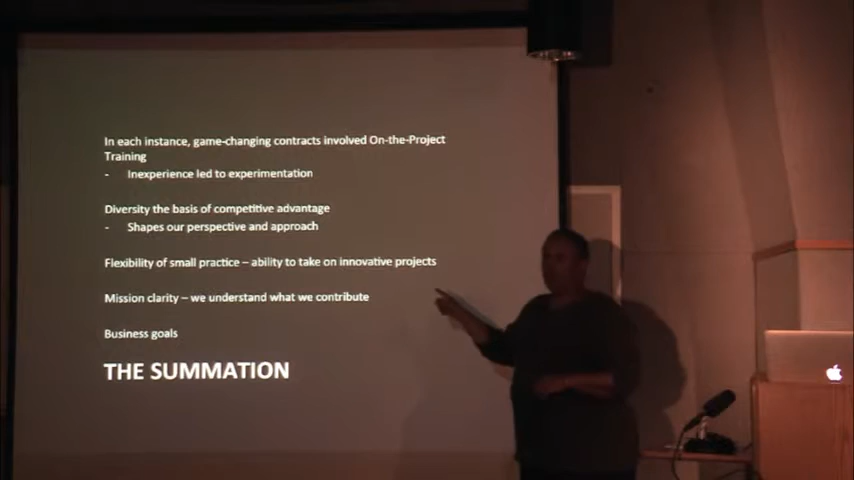 In each instance, game-changing contracts involved On-the-Project
Training
- Inexperience led to experimentation
Diversity the basis of competitive advantage
- Shapes our perspective and approach
Flexibility of small practice – ability to take on innovative projects
Mission clarity – we understand what we contribute
Business goals
THE SUMMATION